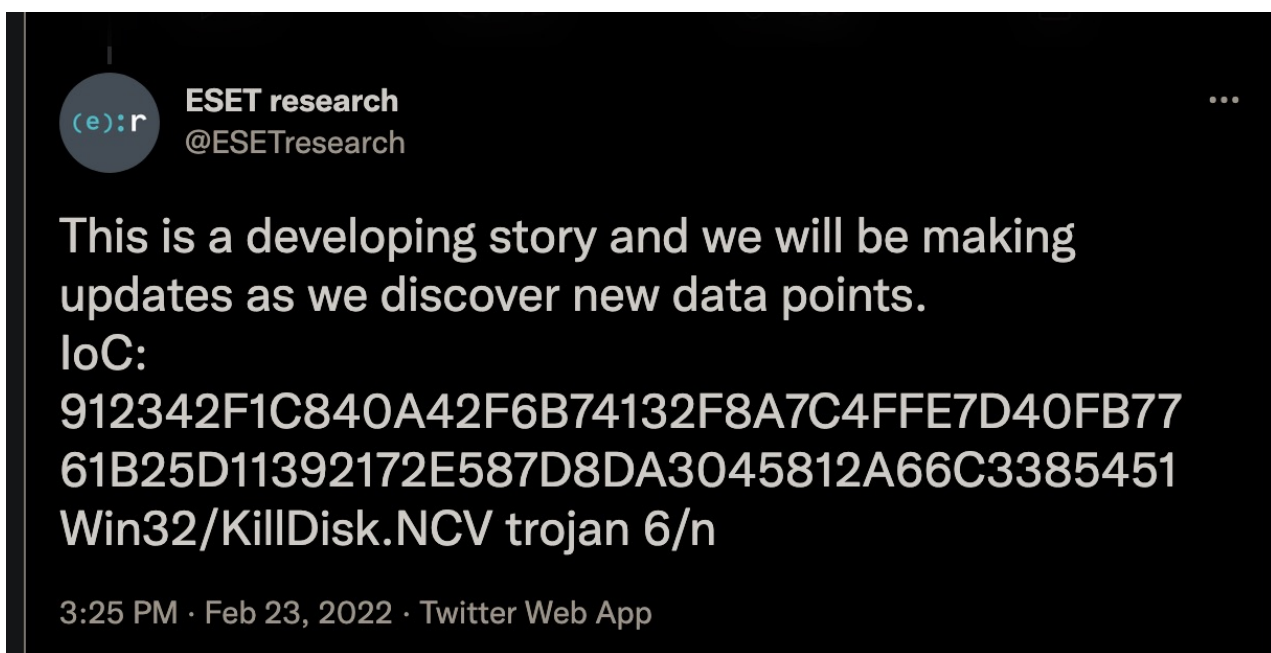 (e):r
ESET research
@ESETresearch
This is a developing story and we will be making
updates as we discover new data points.
IoC:
912342F1C840A42F6B74132F8A7C4FFE7D40FB77
61B25D11392172E587D8DA3045812A66C3385451
Win32/KillDisk.NCV trojan 6/n
3:25 PM · Feb 23, 2022 · Twitter Web App